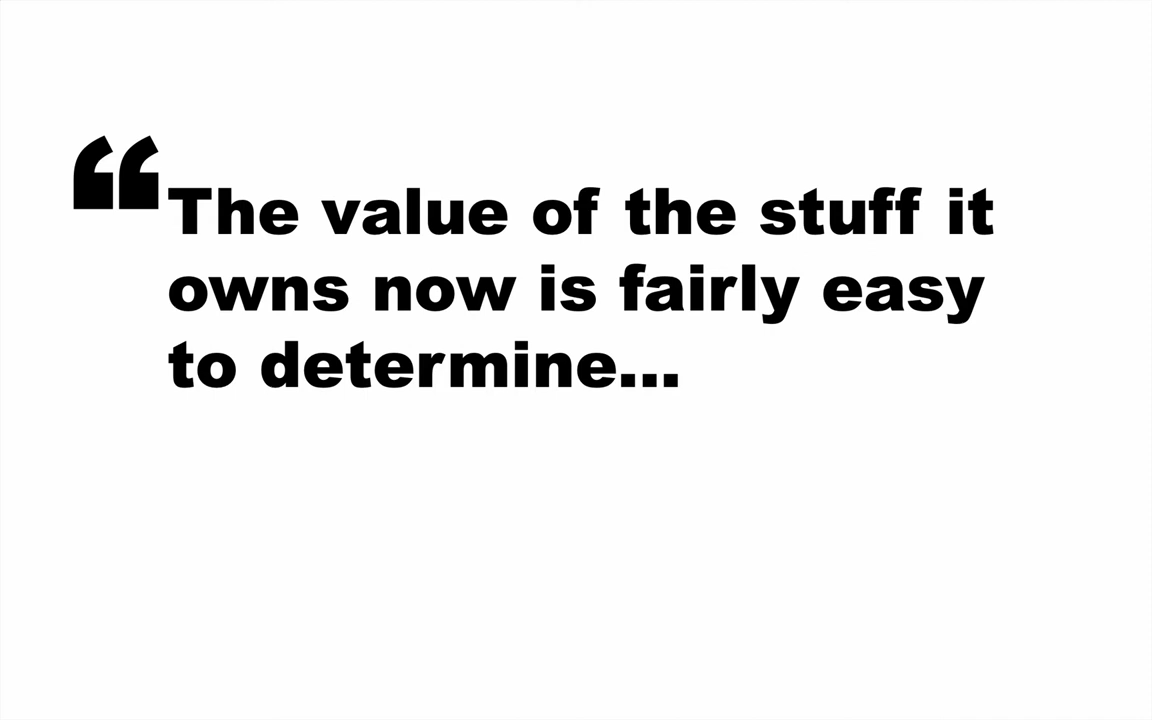 “The value of the stuff it
owns now is fairly easy
to determine...